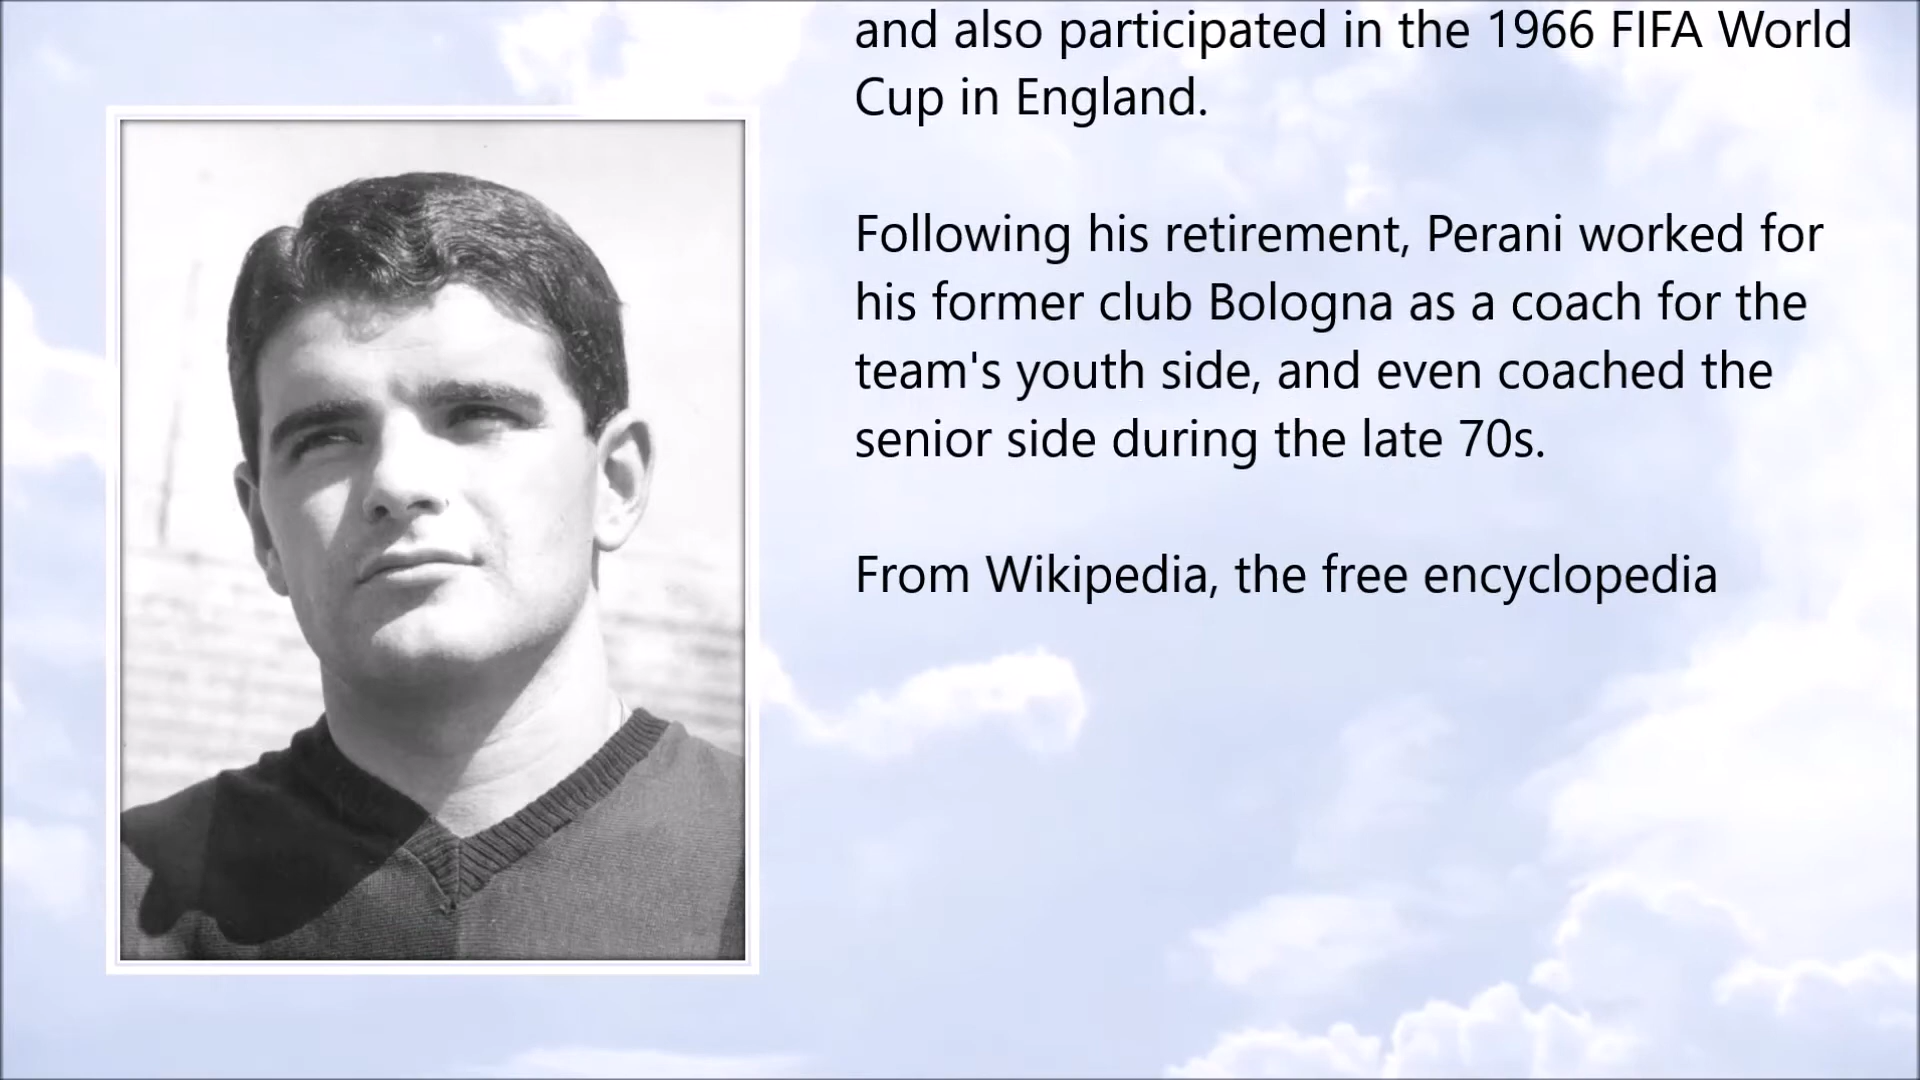 and also participated in the 1966 FIFA World
Cup in England.
Following his retirement, Perani worked for
his former club Bologna as a coach for the
team's youth side, and even coached the
senior side during the late 70s.
From Wikipedia, the free encyclopedia